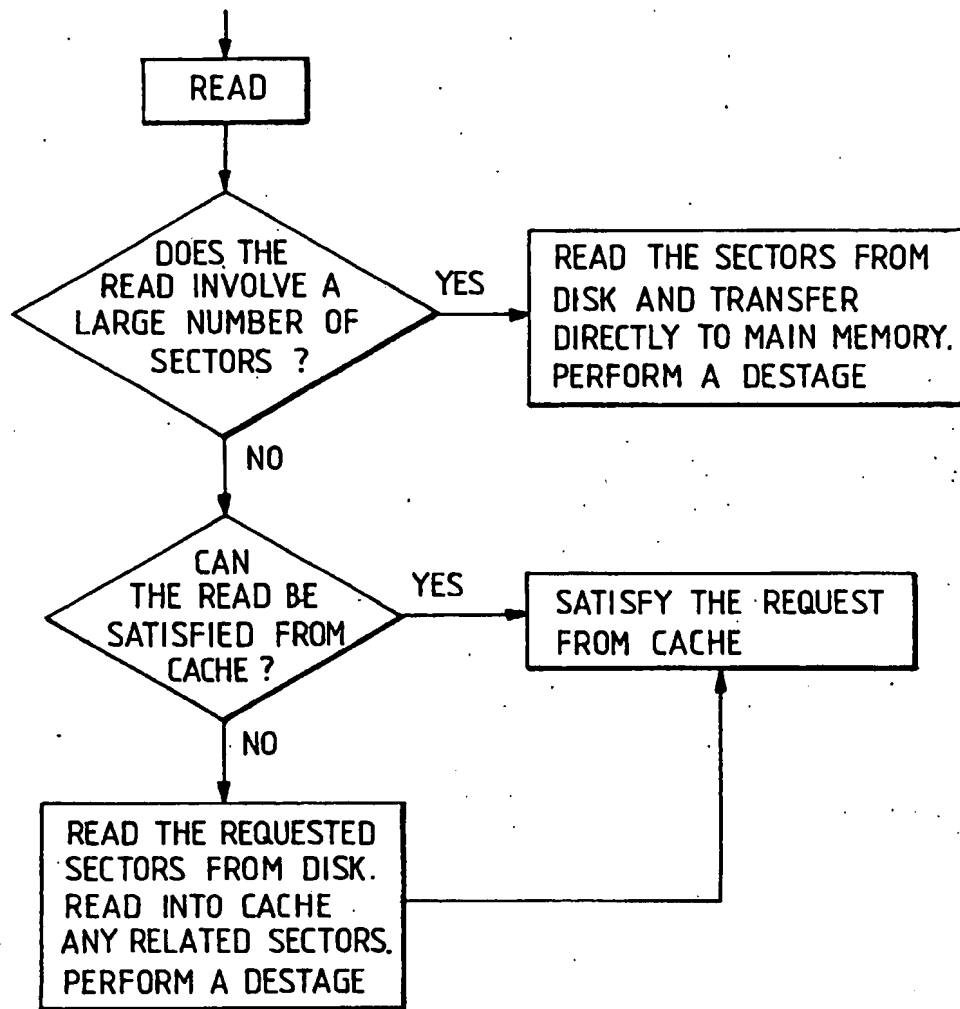 READ
DOES THE
READ INVOLVE A
LARGE NUMBER OF
SECTORS ?
YES
READ THE SECTORS FROM
DISK AND TRANSFER
DIRECTLY TO MAIN MEMORY.
PERFORM A DESTAGE
NO
CAN
THE READ BE
SATISFIED FROM
CACHE ?
YES
SATISFY THE REQUEST
FROM CACHE
NO
READ THE REQUESTED
SECTORS FROM DISK.
READ INTO CACHE
ANY RELATED SECTORS.
PERFORM A DESTAGE